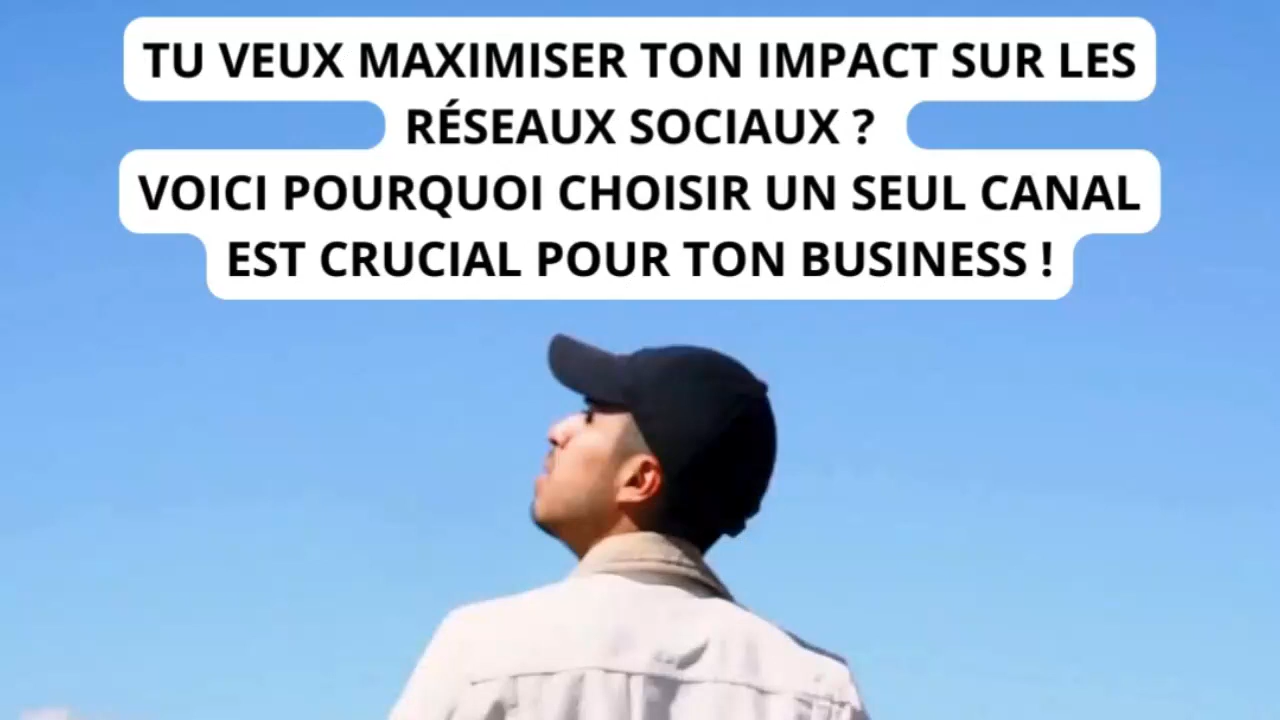 TU VEUX MAXIMISER TON IMPACT SUR LES
RÉSEAUX SOCIAUX ?
VOICI POURQUOI CHOISIR UN SEUL CANAL
EST CRUCIAL POUR TON BUSINESS !